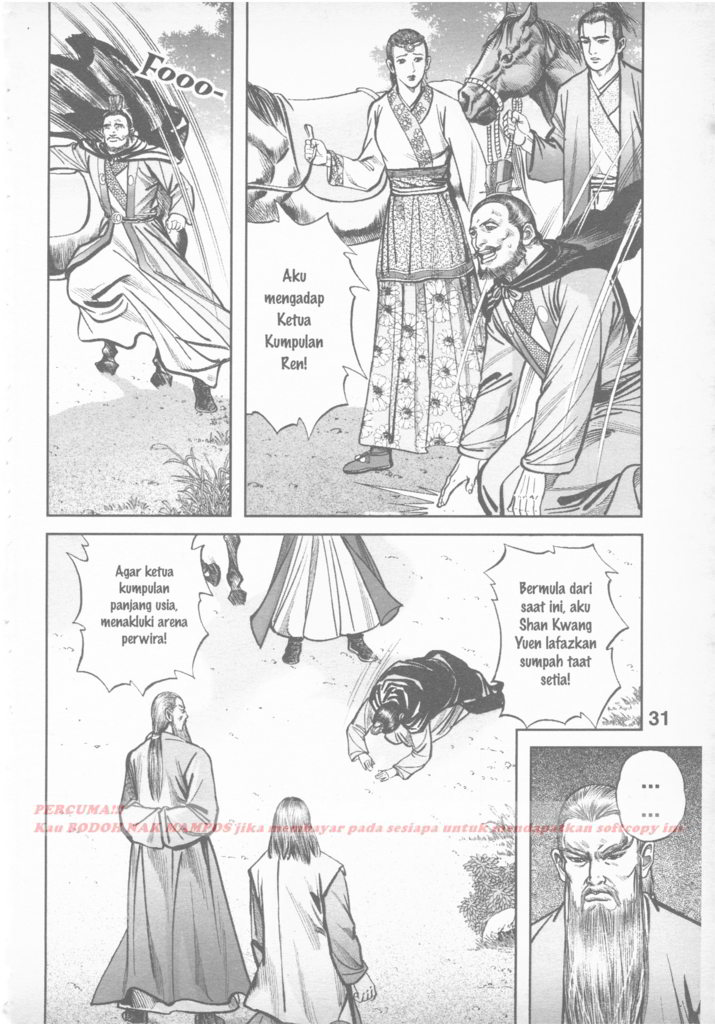 Fooo-
Aku
mengadap
Ketua
Kumpulan
Ren!
Bermula dari
saat ini, aku
Shan Kwang
Yuen lafazkan
sumpah taat
setia!
Agar ketua
kumpulan
panjang usia,
menakluki arena
perwira!
31
...
...
PERCUMA!!
Kau BODOH NAK MAMPOS jika membayar pada sesiapa untuk mendapatkan softcopy ini